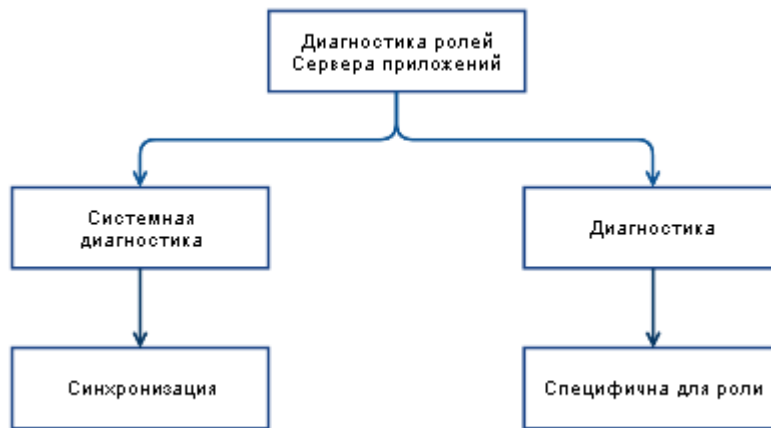 Диагностика ролей
Сервера приложений
Системная
диагностика
Диагностика
Синхронизация
Специфична для роли